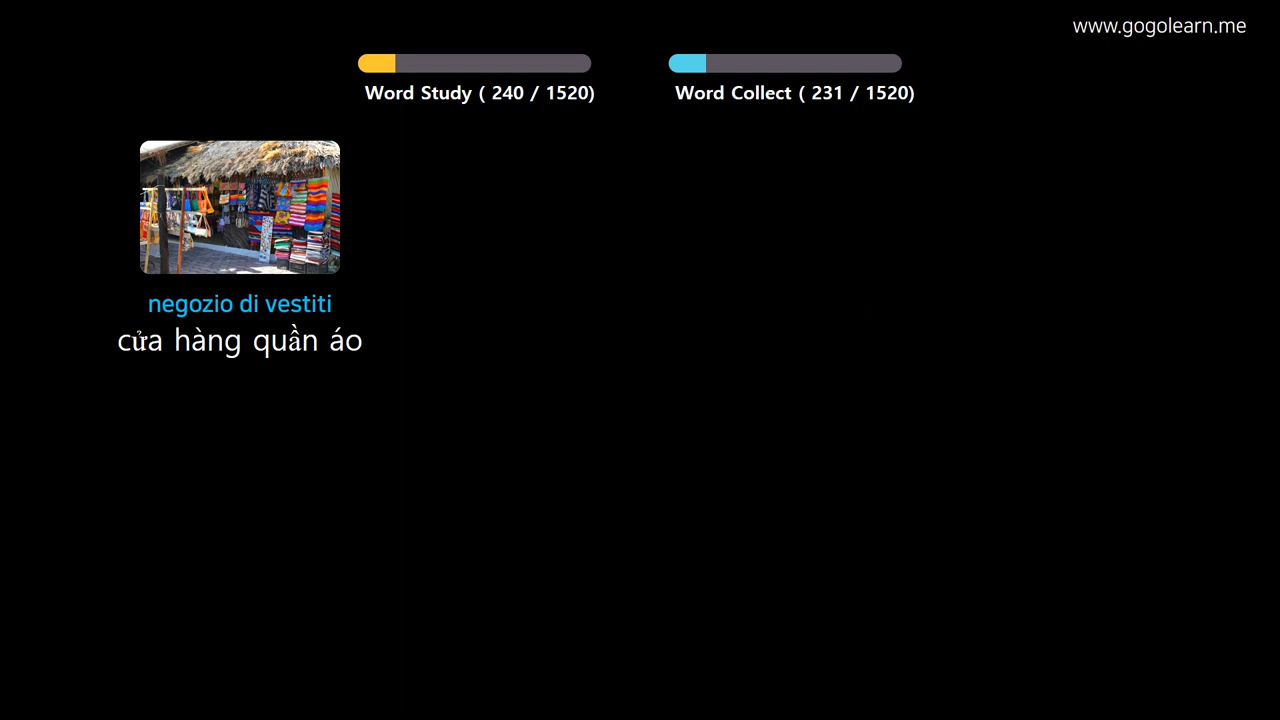 www.gogolearn.me
Word Study ( 240 / 1520)
Word Collect ( 231 / 1520)
negozio di vestiti
cửa hàng quần áo